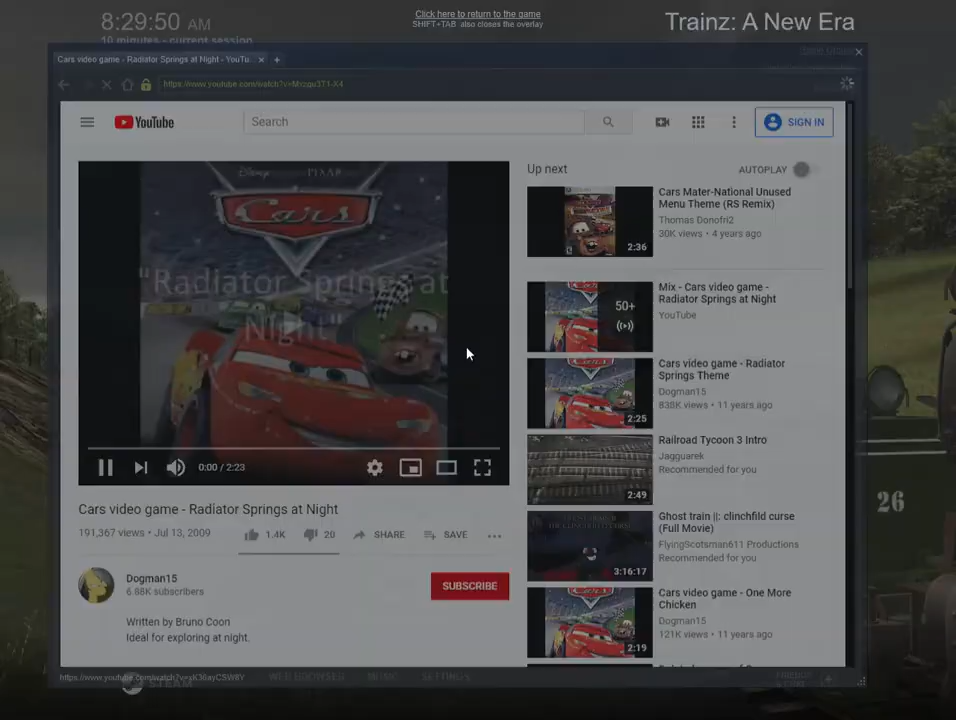 8:29:50 AM
10 minutes - current session
Click here to return to the game
SHIFT+TAB also closes the overlay
Trainz: A New Era
Cars video game - Radiator Springs at Night - YouTu
YouTube
Search
SIGN IN
Disney PIXAR
Cars
"Radiator Springs at
Night"
0:00 / 2:23
Cars video game - Radiator Springs at Night
191,367 views • Jul 13, 2009
1.4K
20
SHARE
SAVE
Dogman15
6.88K subscribers
SUBSCRIBE
Written by Bruno Coon
Ideal for exploring at night.
Up next
AUTOPLAY
2:36
Cars Mater-National Unused
Menu Theme (RS Remix)
Thomas Donofri2
30K views • 4 years ago
50+
Mix - Cars video game -
Radiator Springs at Night
YouTube
2:25
Cars video game - Radiator
Springs Theme
Dogman15
838K views • 11 years ago
2:49
Railroad Tycoon 3 Intro
Jagguarek
Recommended for you
3:16:17
Ghost train ||: clinchfild curse
(Full Movie)
FlyingScotsman611 Productions
Recommended for you
2:19
Cars video game - One More
Chicken
Dogman15
121K views • 11 years ago
26
STEAM
WEB BROWSER
MUSIC
SETTINGS
FRIENDS